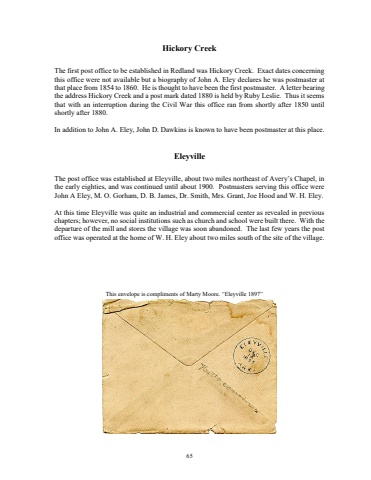 Hickory Creek
The first post office to be established in Redland was Hickory Creek. Exact dates concerning
this office were not available but a biography of John A. Eley declares he was postmaster at
that place from 1854 to 1860. He is thought to have been the first postmaster. A letter bearing
the address Hickory Creek and a post mark dated 1880 is held by Ruby Leslie. Thus it seems
that with an interruption during the Civil War this office ran from shortly after 1850 until
shortly after 1880.
In addition to John A. Eley, John D. Dawkins is known to have been postmaster at this place.
Eleyville
The post office was established at Eleyville, about two miles northeast of Avery's Chapel, in
the early eighties, and was continued until about 1900. Postmasters serving this office were
John A Eley, M. O. Gorham, D. B. James, Dr. Smith, Mrs. Grant, Joe Hood and W. H. Eley.
At this time Eleyville was quite an industrial and commercial center as revealed in previous
chapters; however, no social institutions such as church and school were built there. With the
departure of the mill and stores the village was soon abandoned. The last few years the post
office was operated at the home of W. H. Eley about two miles south of the site of the village.
This envelope is compliments of Marty Moore. "Eleyville 1897"
ELEYVILLE
65